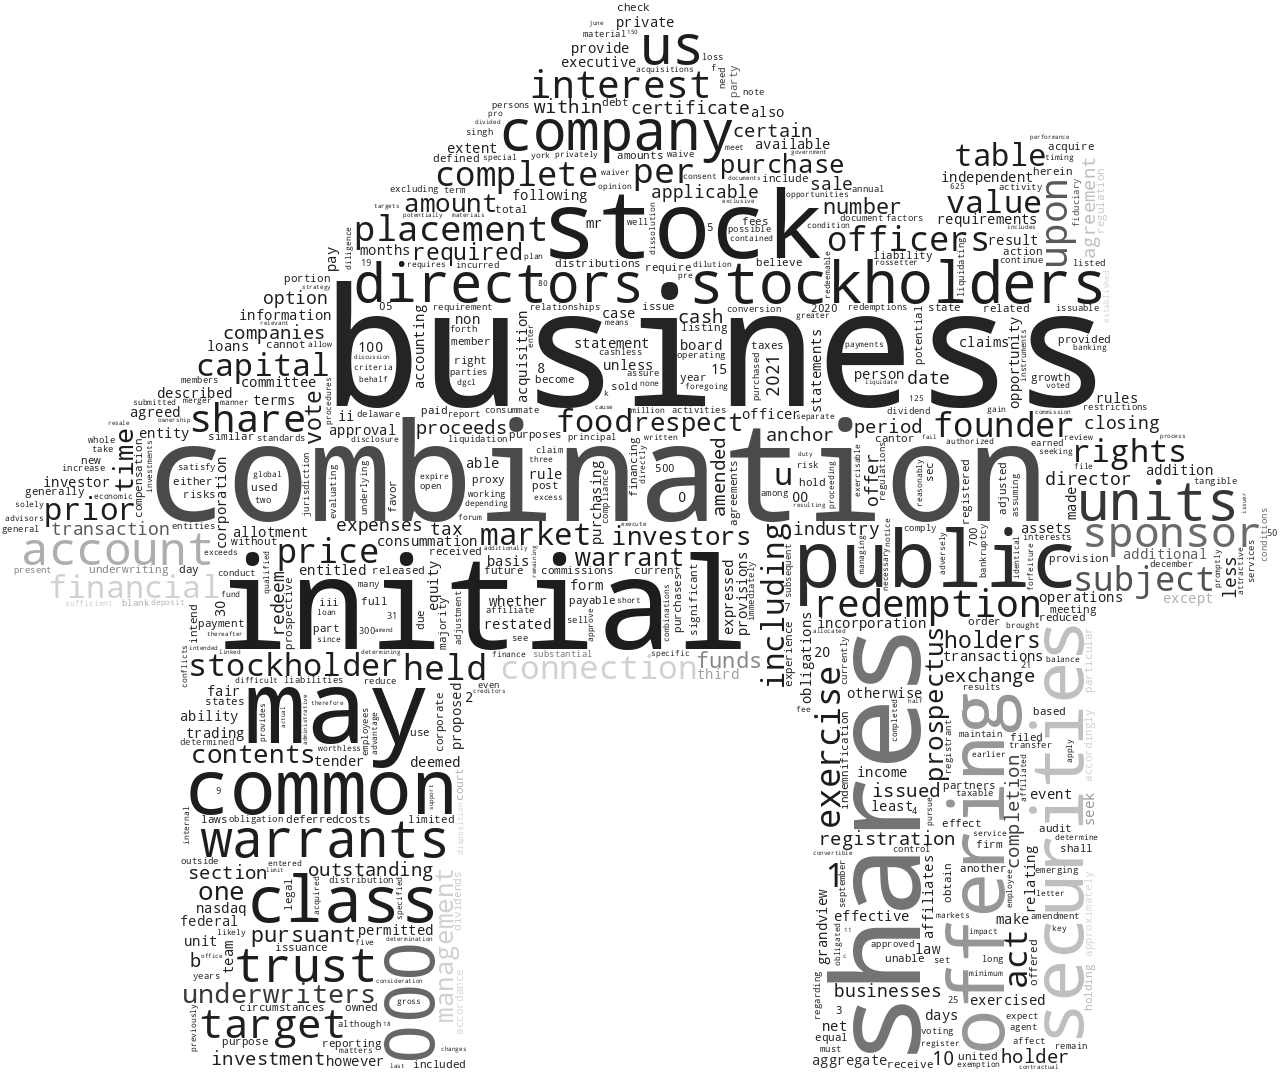 check
june private
material 150
provide us loss
executive acquisitions f need party
interest note
persons within debt certificate also
pro
divided company certain
singh
extent meet available
defined special york privately amounts waive purchase government
complete per consent documents include sale
excluding term waiver opinion applicable opportunities annual
targets amount following exclusive number
potentially materials total mr well stock fees possible contained condition document factors
placement dissolution 5 officers
pay diligence months required distributions require dilution believe liability
19 requires incurred plan pre redeemable rossetter
performance
table acquire
timing
independent herein
625 activity
value upon fiduciary agreement regulation
requirements includes
result
action
continue listed
liquidating
portion directors 80 stockholders established
strategy
option 05 requirement relationships issue conversion 2020 redemptions state related issuable
information business
companies relevant
loans cannot allow
accounting non forth member right parties dgcl
100 discussion criteria behalf
acquisition enter case means statement cashless unless
8 become assure none sold k
cash listing board operating year 15 foregoing
greater taxes purchased 2021 statements
payments person liquidate date potential
claims instruments opportunity growth voted provided banking
capital
members committee
described procedures
submitted merger manner terms
agreed share vote ii delaware paid report consummate cause million activities officer separate dividend 125 gain commission rules restrictions
ownership
resale entity similar standards approval disclosure proceeds liquidation purposes food principal respect written anchor period cantor fail authorized founder earned seeking review closing process
whole
take
new
increase investments time
investor
generally economic prior
solely
advisors
general transaction entities
compensation
combination
satisfy either risks global used two
corporation jurisdiction evaluating underlying favor expire open
able proxy working depending
claim three rule post excess
purchasing compliance financing directly 500 0
amended agreements u among duty risk hold 00 resulting
exercisable managing offer regulations reasonably proceeding sec 700 registered adjusted assuming
file rights
director addition
made units tangible issuer
sponsor 50 conditions
account allotment expenses tax forum market execute investors industry comply assets
without consummation interests
present underwriting day exceeds price entitled released received additionally basis future remaining warrant commissions current
financial qualified
sufficient blank deposit
conduct fund redeem prospective
intend payment 30 thereafter
many loan iii part since full 300 31 amend due
initial
equity majority adjustment whether affiliate restated see
form payable short sell approve
combinations purchases significant expressed provisions immediately
including subsequent 7 experience
public necessary notice adversely bankruptcy identical forfeiture provision
additional december
subject promptly less attractive services
except
redemption operations
meeting
incorporation order reduced
brought
conflicts intended linked determining finance substantial specific
stockholder held connection funds third
difficult liabilities reduce even creditors
fair
states
ability
trading
determined
may
provides actual administrative therefore
worthless employees advantage use corporate proposed 2
contents tender deemed
obligations fee 20 allocated currently
exercise indemnification otherwise half completed
prospectus registrant
holders
transactions 21
exchange balance particular
results
based
maintain filed
earlier transfer apply
offering affiliated
securities accordingly
shares
common support
9
internal laws obligation deferred costs limited court disposition
warrants
income
issued pursue
least 4
registration
convertible control
partners
taxable
event
effect completion
service audit
firm determine
shall
another employee
outside entered
section limit outstanding
one legal acquired distribution specified
nasdaq
federal class
likely pursuant permitted
unit issuance five determination
b office
years team trust consideration
management dividends accordance
000
gross
underwriters
circumstances owned
previously target although 18
purpose reporting
investment matters however last included changes
1 september
grandview effective affiliates obtain
markets make
11 approved law impact
obligated c unable set long
minimum
relating emerging
letter
amendment
key
act offered
seek approximately holding
regarding businesses 25 exercised
3 days
net voting expect
equal register agent
must affect remain
aggregate receive 10 united holder
exemption contractual